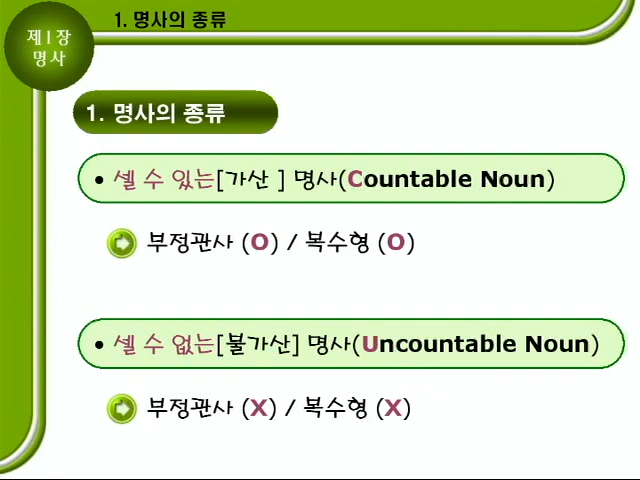 제 I 장
명사
1. 명사의 종류
1. 명사의 종류
• 셀 수 있는[가산 ] 명사(Countable Noun)
부정관사 (O) / 복수형 (O)
• 셀 수 없는[불가산] 명사(Uncountable Noun)
부정관사 (X) / 복수형 (X)